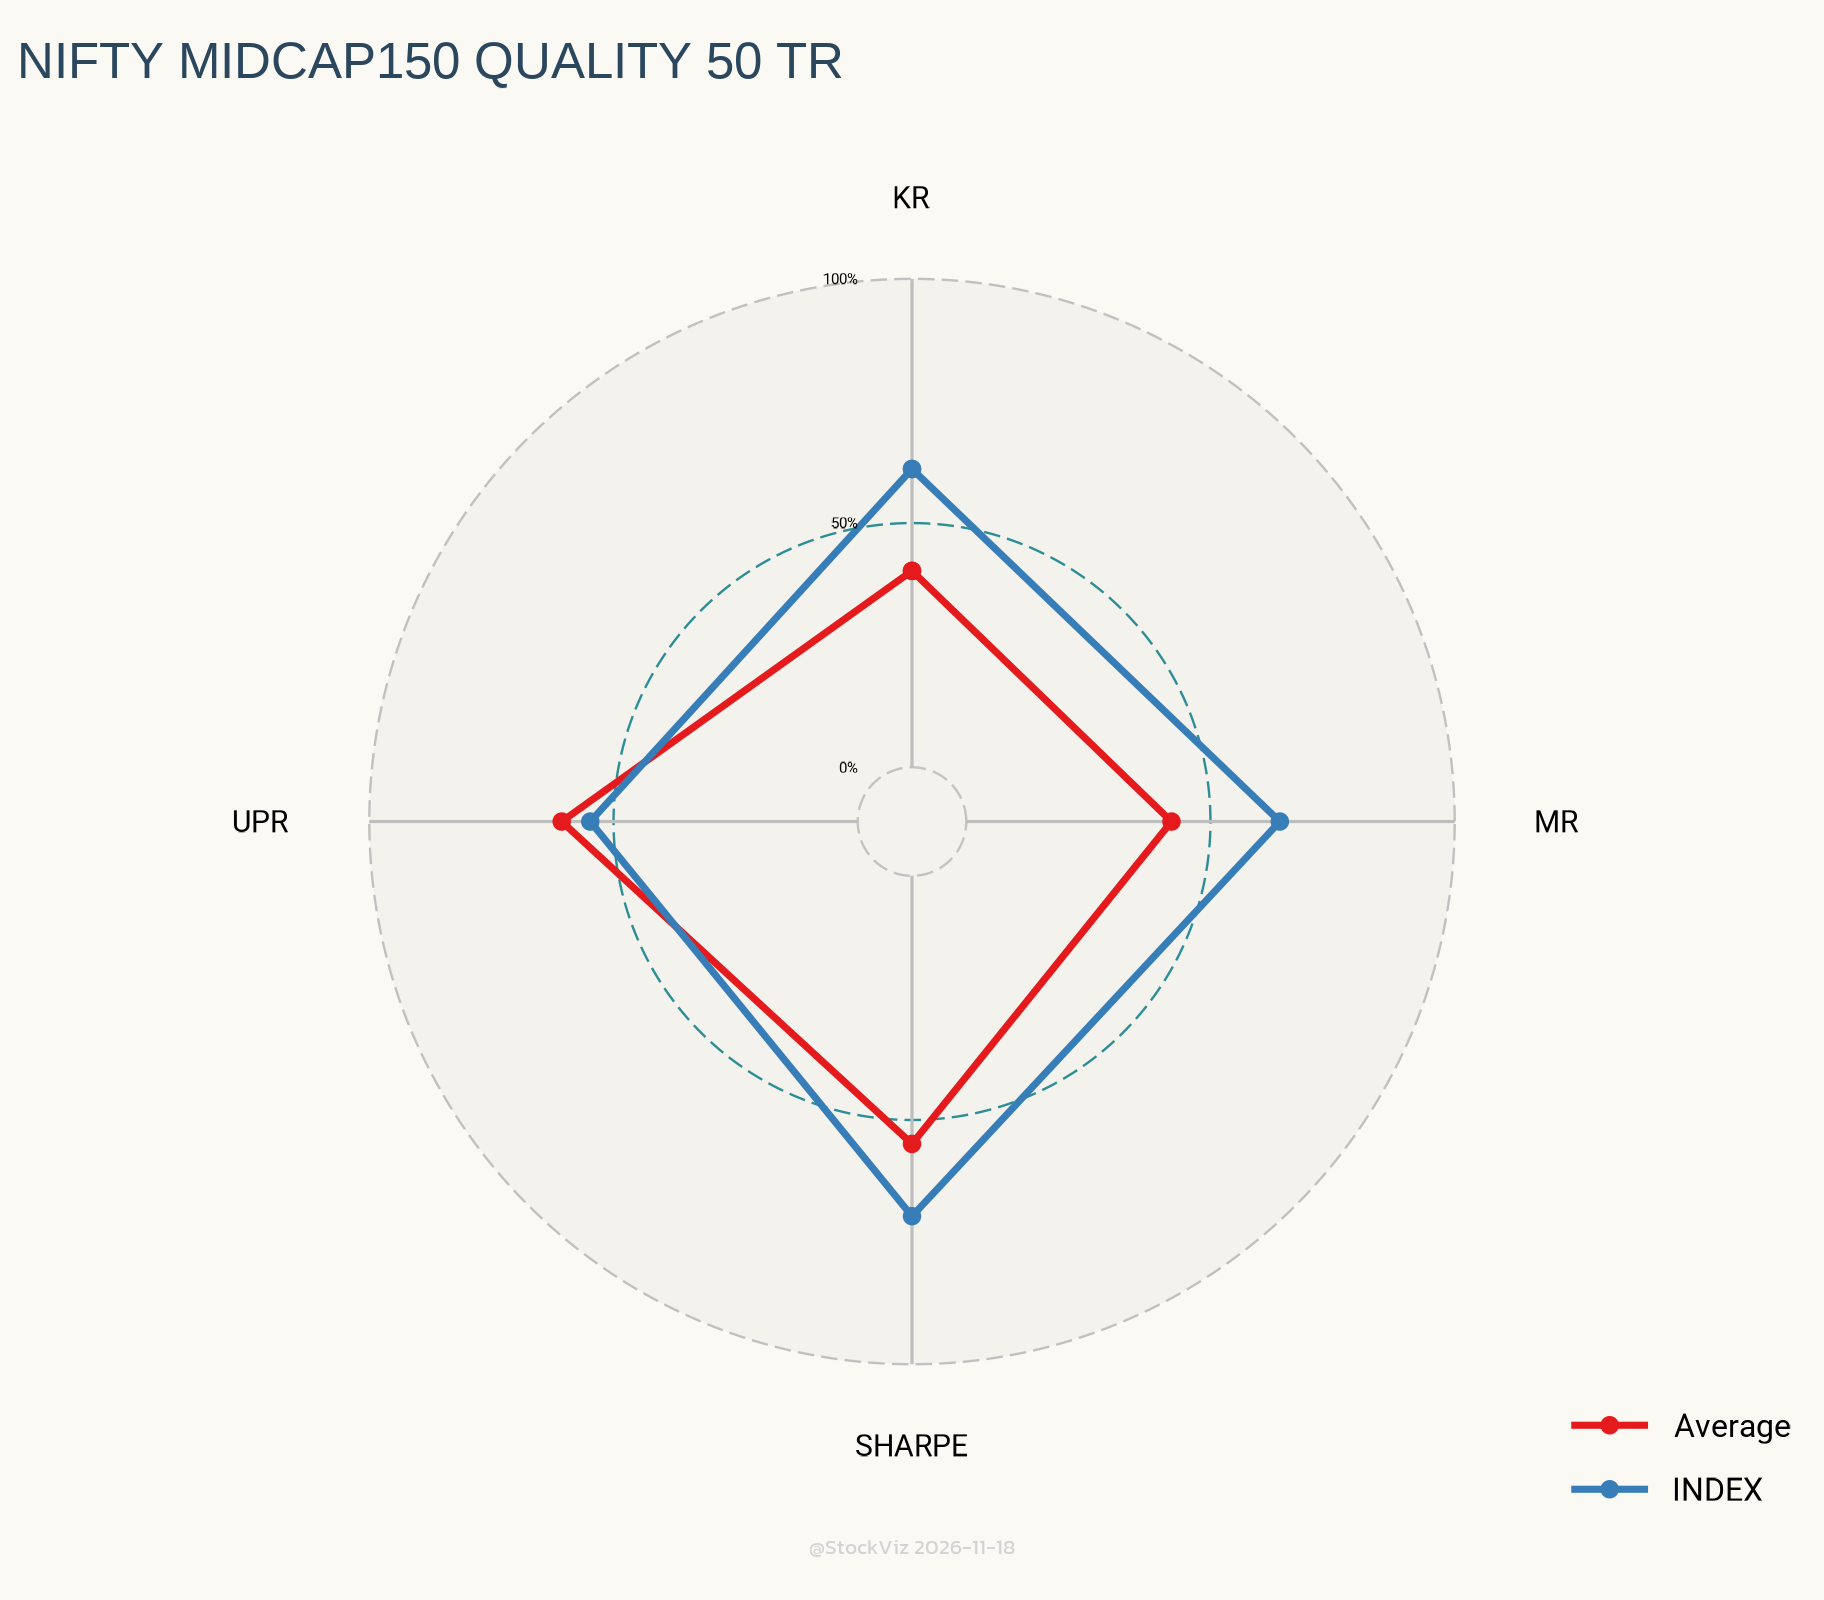 NIFTY MIDCAP150 QUALITY 50 TR
KR
100%
50%
0%
UPR
MR
SHARPE
Average
INDEX
@StockViz 2026-11-18